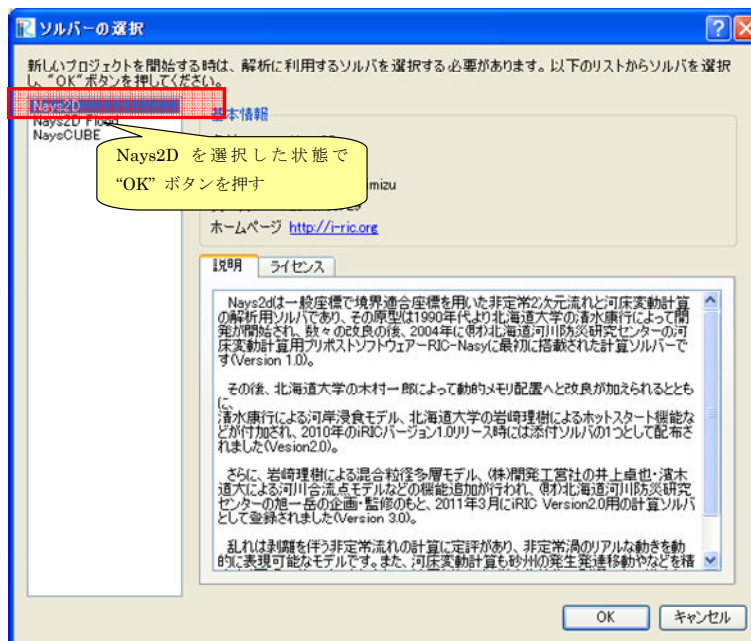 ソルバーの選択
新しいプロジェクトを開始する時は、解析に利用するソルバを選択する必要があります。以下のリストからソルバを選択
し、“OK”ボタンを押してください。
Nays2D
Nays2D Flood
NaysCUBE
基本情報
Nays2D を選択した状態で
“OK” ボタンを押す
mizu
ホームページ http://i-ric.org
説明 ライセンス
Nays2dは一般座標で境界適合座標を用いた非定常2次元流れと河床変動計算
の解析用ソルバであり、その原型は1990年代より北海道大学の清水康行によって開
発が開始され、数々の改良の後、2004年に(財)北海道河川防災研究センターの河
床変動計算用プリポストソフトウェアーRIC-Nasyに最初に搭載された計算ソルバーで
す(Version 1.0)。
その後、北海道大学の木村一郎によって動的メモリ配置へと改良が加えられるととも
に、
清水康行による河岸浸食モデル、北海道大学の岩崎理樹によるホットスタート機能な
どが付加され、2010年のiRICバージョン1.0リリース時には添付ソルバの1つとして配布さ
れました(Vesion2.0)。
さらに、岩崎理樹による混合粒径多層モデル、(株)開発工営社の井上卓也・濱木
道大による河川合流点モデルなどの機能追加が行われ、(財)北海道河川防災研究
センターの旭一岳の企画・監修のもと、2011年3月にiRIC Version2.0用の計算ソルバ
として登録されました(Version 3.0)。
乱れは剥離を伴う非定常流れの計算に定評があり、非定常渦のリアルな動きを動
的に表現可能なモデルです。また、河床変動計算も砂州の発生発達移動やなどを精
OK キャンセル